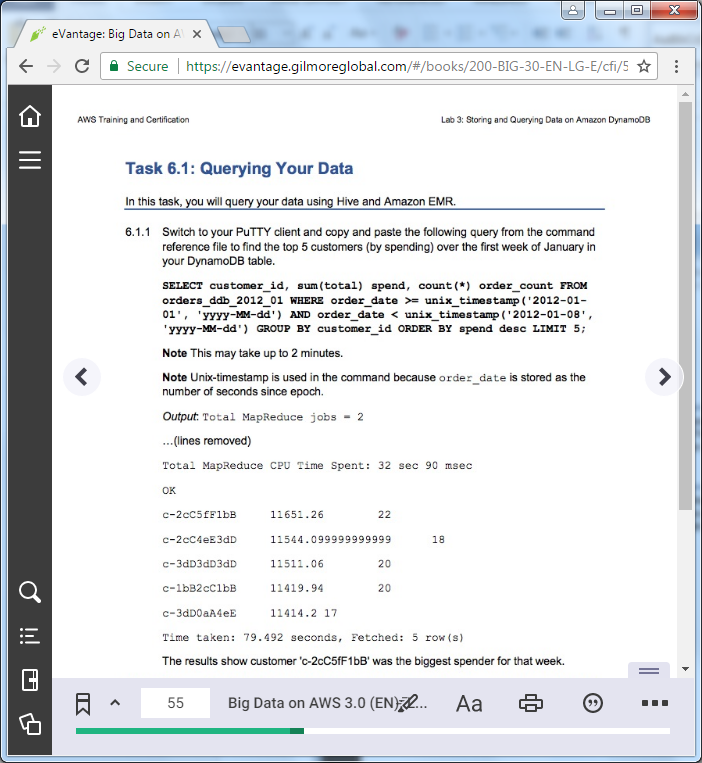 eVantage: Big Data on A
Secure
https://evantage.gilmoreglobal.com/#/books/200-BIG-30-EN-LG-E/cfi/5
AWS Training and Certification
Lab 3: Storing and Querying Data on Amazon DynamoDB
Task 6.1: Querying Your Data
In this task, you will query your data using Hive and Amazon EMR.
6.1.1 Switch to your PuTTY client and copy and paste the following query from the command
reference file to find the top 5 customers (by spending) over the first week of January in
your DynamoDB table.
SELECT customer_id, sum(total) spend, count(*) order_count FROM
orders_ddb_2012_01 WHERE order_date >= unix_timestamp('2012-01-
01', 'yyyy-MM-dd') AND order_date < unix_timestamp('2012-01-08',
'yyyy-MM-dd') GROUP BY customer_id ORDER BY spend desc LIMIT 5;
Note This may take up to 2 minutes.
Note Unix-timestamp is used in the command because order_date is stored as the
number of seconds since epoch.
Output: Total MapReduce jobs = 2
...(lines removed)
Total MapReduce CPU Time Spent: 32 sec 90 msec
OK
c-2cC5fF1bB 11651.26 22
c-2cC4eE3dD 11544.099999999999 18
c-3dD3dD3dD 11511.06 20
c-1bB2cC1bB 11419.94 20
c-3dD0aA4eE 11414.2 17
Time taken: 79.492 seconds, Fetched: 5 row(s)
The results show customer 'c-2cC5fF1bB' was the biggest spender for that week.
55
Big Data on AWS 3.0 (EN)
Aa